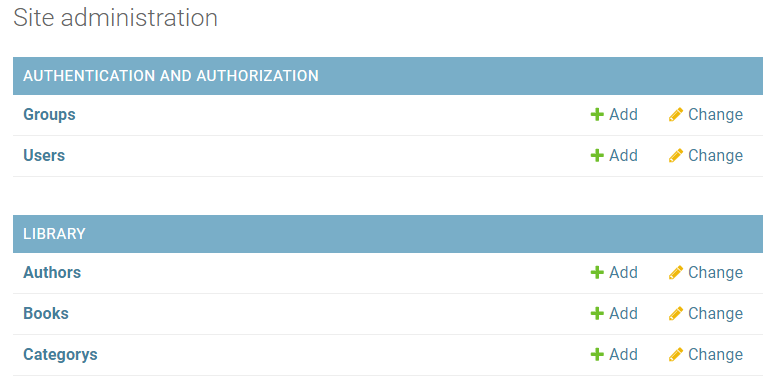 Site administration
AUTHENTICATION AND AUTHORIZATION
Groups Add Change
Users Add Change
LIBRARY
Authors Add Change
Books Add Change
Categorys Add Change